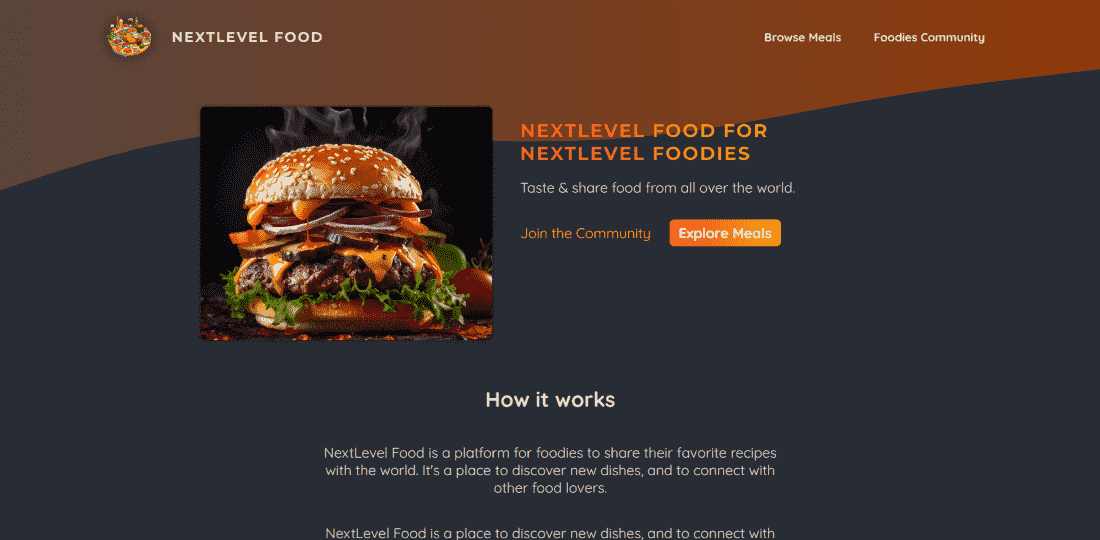 NEXTLEVEL FOOD
Browse Meals
Foodies Community
NEXTLEVEL FOOD FOR
NEXTLEVEL FOODIES
Taste & share food from all over the world.
Join the Community
Explore Meals
How it works
NextLevel Food is a platform for foodies to share their favorite recipes
with the world. It's a place to discover new dishes, and to connect with
other food lovers.
NextLevel Food is a place to discover new dishes, and to connect with